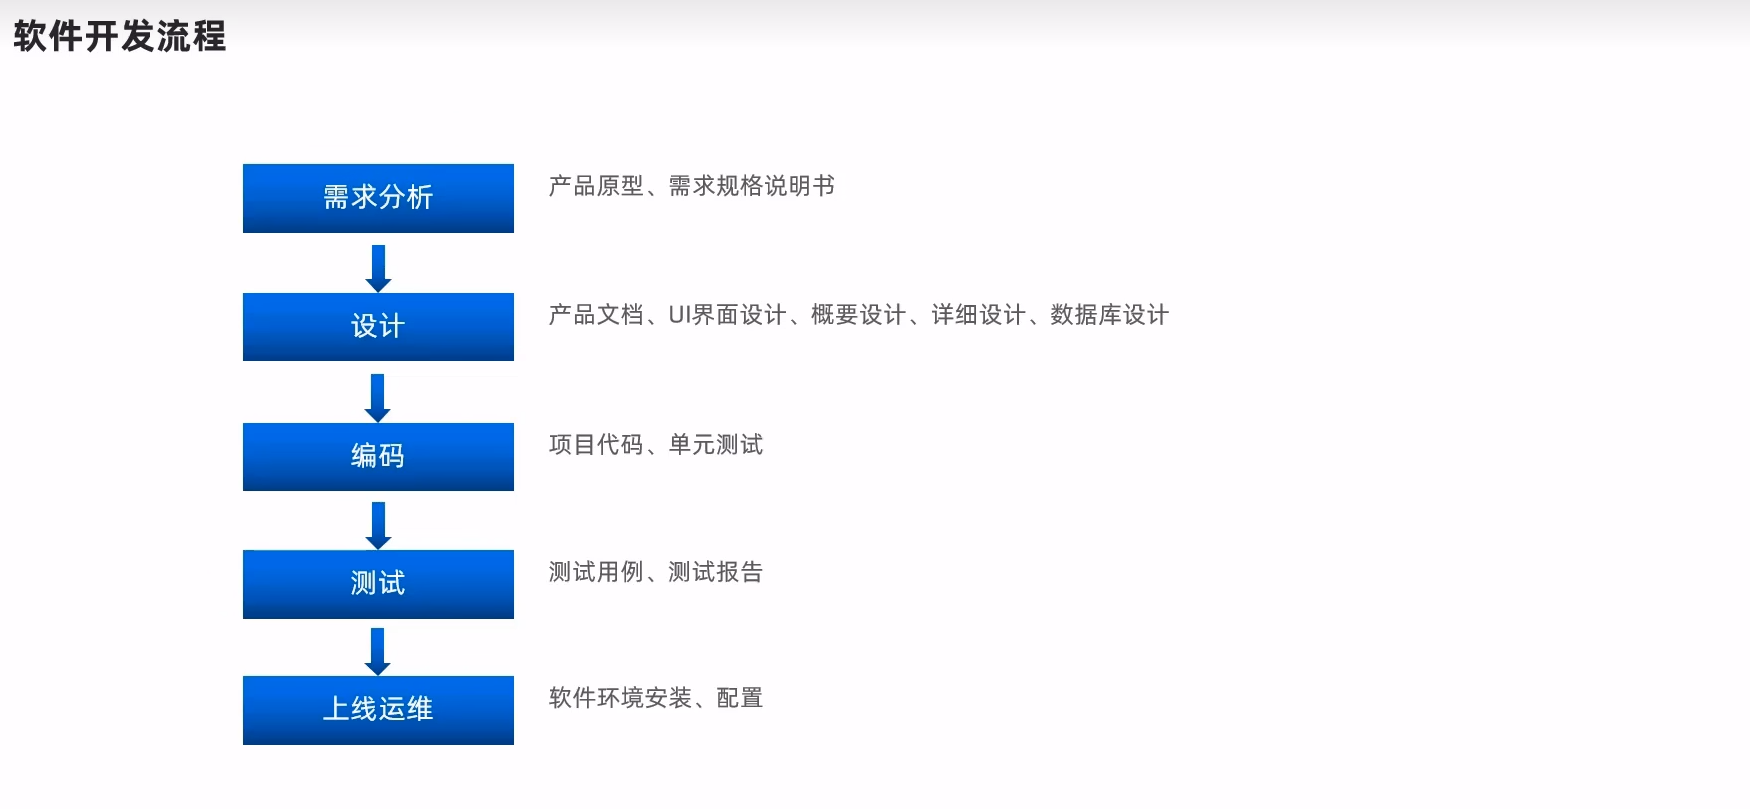 软件开发流程
需求分析
产品原型、需求规格说明书
设计
产品文档、UI界面设计、概要设计、详细设计、数据库设计
编码
项目代码、单元测试
测试
测试用例、测试报告
上线运维
软件环境安装、配置